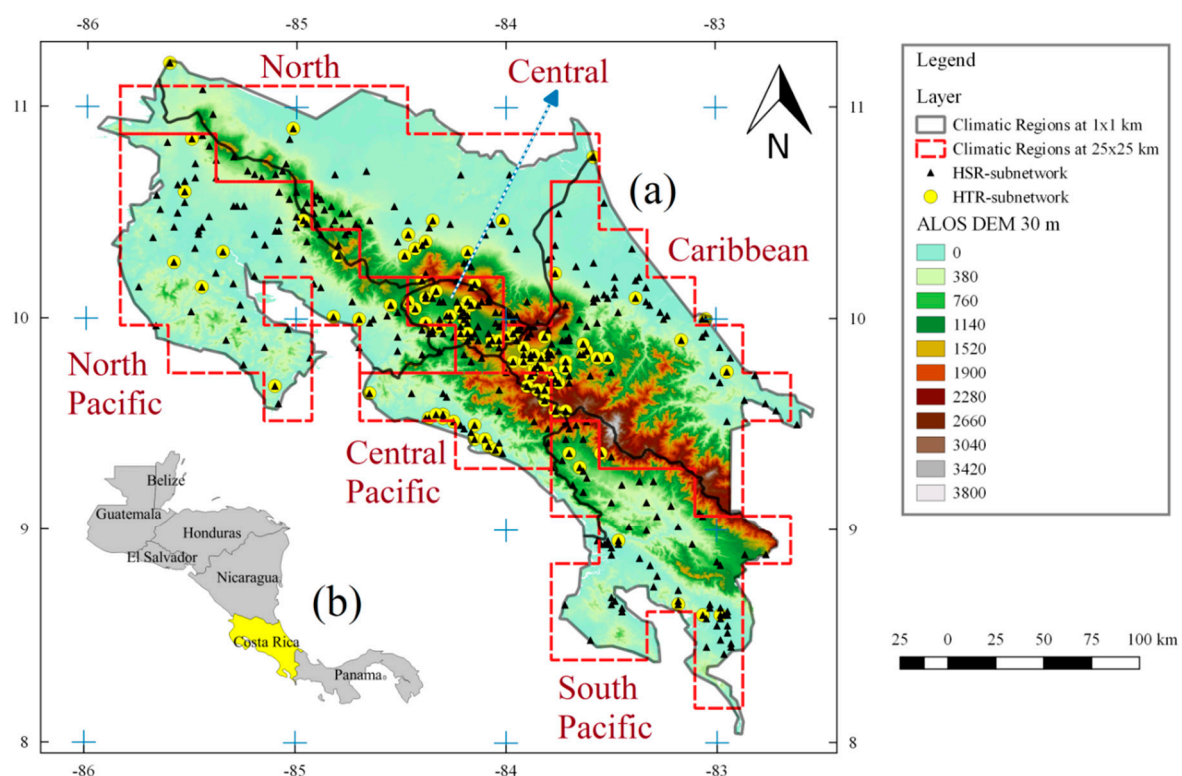 -86
-85
-84
-83
North
Central
11
11
N
(a)
Caribbean
10
10
North
Pacific
Central
Pacific
9
9
South
Pacific
8
8
-86
-85
-84
-83
Belize
Guatemala
Honduras
El Salvador
Nicaragua
Costa Rica
Panama
(b)
Legend
Layer
Climatic Regions at 1x1 km
Climatic Regions at 25x25 km
HSR-subnetwork
HTR-subnetwork
ALOS DEM 30 m
0
380
760
1140
1520
1900
2280
2660
3040
3420
3800
25 0 25 50 75 100 km